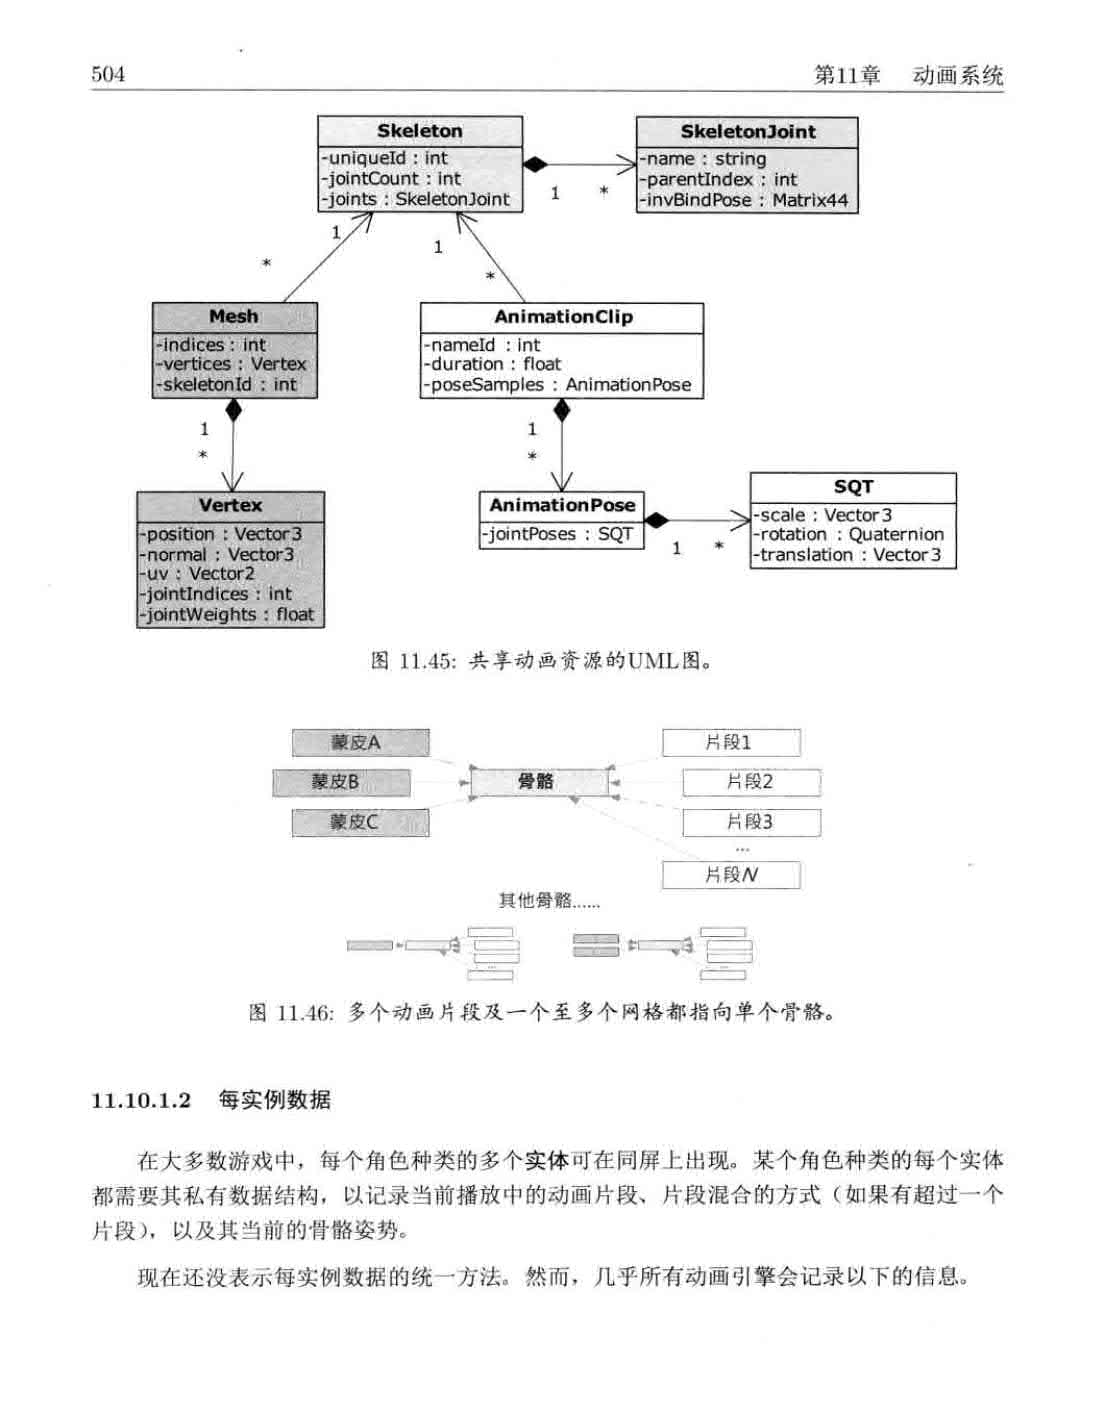 504
第11章 动画系统
Skeleton
-uniqueId : int
-jointCount : int
-joints : SkeletonJoint
1
*
SkeletonJoint
-name : string
-parentIndex : int
-invBindPose : Matrix44
1
*
1
*
Mesh
-indices : int
-vertices : Vertex
-skeletonId : int
AnimationClip
-nameId : int
-duration : float
-poseSamples : AnimationPose
1
*
1
*
Vertex
-position : Vector3
-normal : Vector3
-uv : Vector2
-jointIndices : int
-jointWeights : float
AnimationPose
-jointPoses : SQT
1
*
SQT
-scale : Vector3
-rotation : Quaternion
-translation : Vector3
图 11.45: 共享动画资源的UML图。
蒙皮A
蒙皮B
蒙皮C
骨骼
片段1
片段2
片段3
...
片段N
其他骨骼......
图 11.46: 多个动画片段及一个至多个网格都指向单个骨骼。
11.10.1.2 每实例数据
在大多数游戏中，每个角色种类的多个实体可在同屏上出现。某个角色种类的每个实体
都需要其私有数据结构，以记录当前播放中的动画片段、片段混合的方式（如果有超过一个
片段），以及其当前的骨骼姿势。
现在还没表示每实例数据的统一方法。然而，几乎所有动画引擎会记录以下的信息。